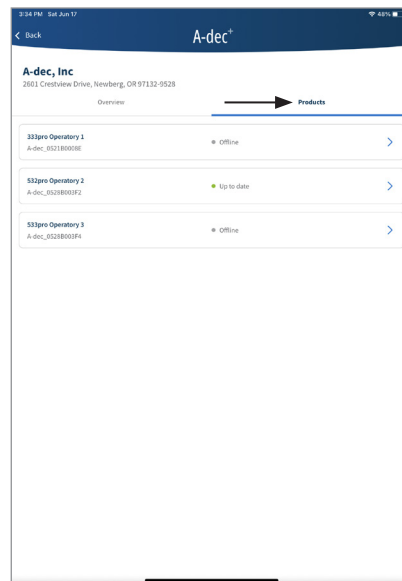 3:34 PM Sat Jun 17 48%
Back
A-dec+
A-dec, Inc
2601 Crestview Drive, Newberg, OR 97132-9528
Overview Products
333pro Operatory 1
A-dec_0521B0008E
Offline
532pro Operatory 2
A-dec_0528B003F2
Up to date
533pro Operatory 3
A-dec_0528B003F4
Offline